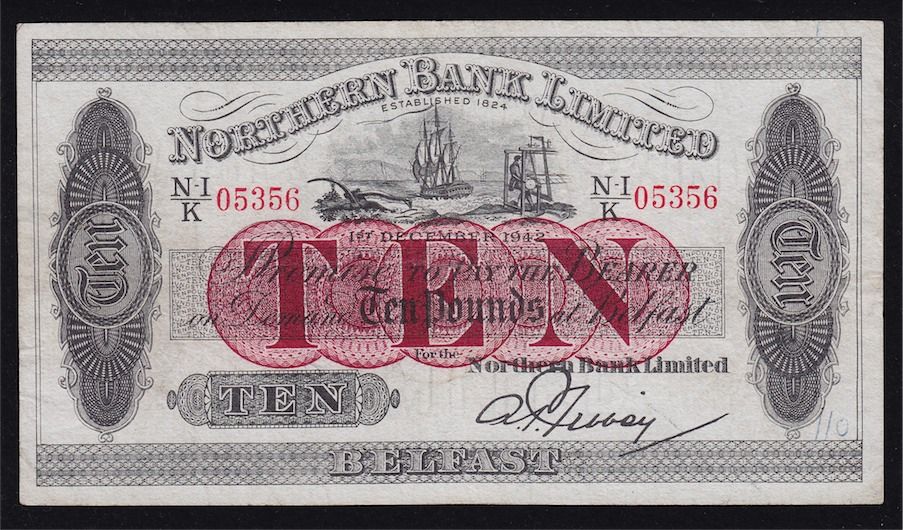 NORTHERN BANK LIMITED
ESTABLISHED 1824
N-I/K 05356 N-I/K 05356
1ST DECEMBER 1942
TEN
Promise TO PAY THE BEARER
on Demand Ten Pounds at Belfast
For the Northern Bank Limited
TEN
Ten
Ten
110
BELFAST